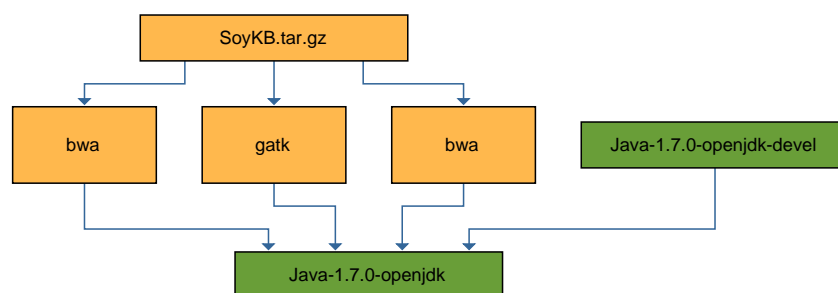 SoyKB.tar.gz
bwa
gatk
bwa
Java-1.7.0-openjdk-devel
Java-1.7.0-openjdk